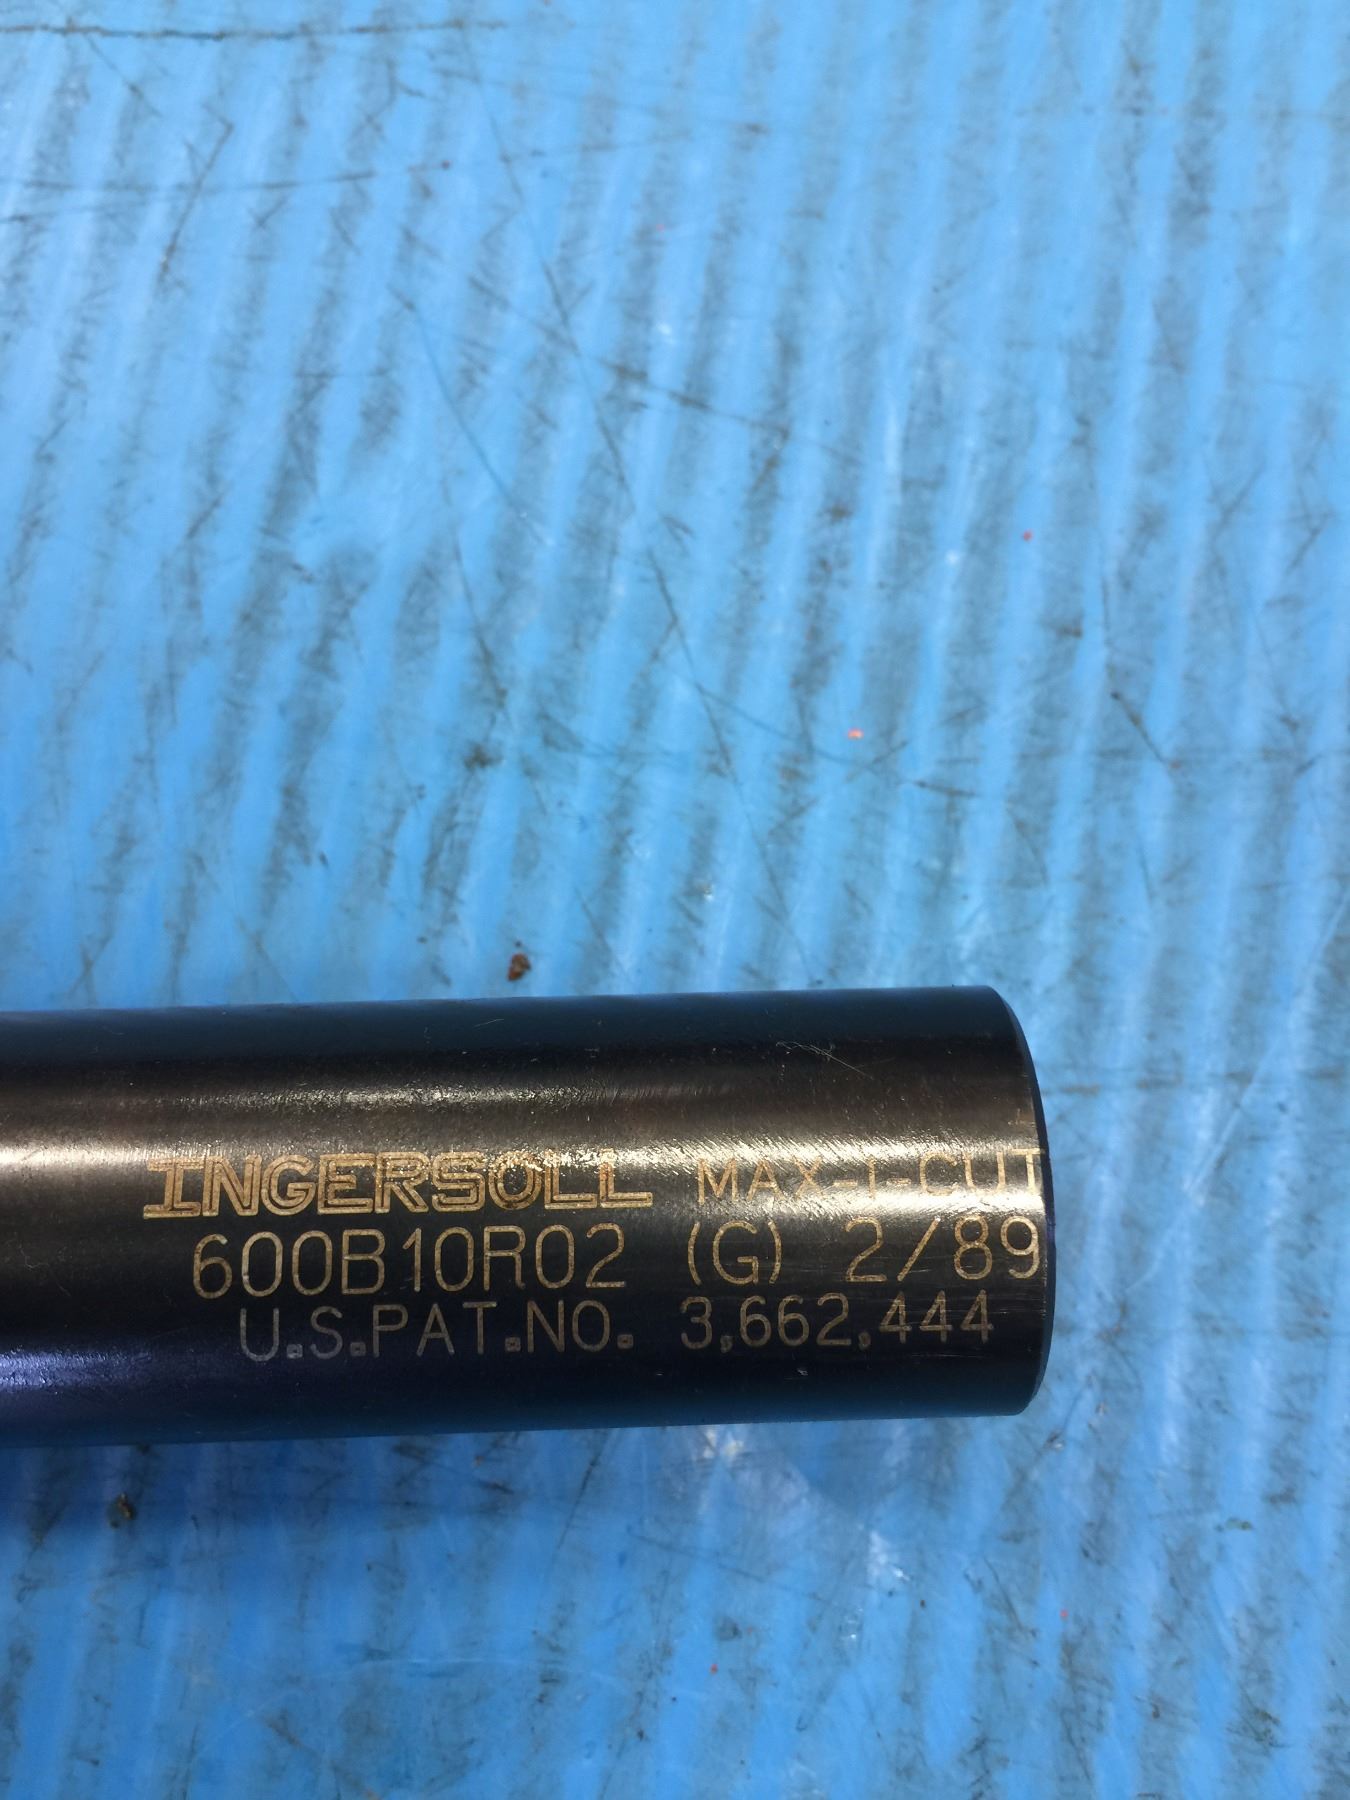 INGERSOLL MAX-I-CUT
600B10R02 (G) 2/89
U.S.PAT.NO. 3,662,444